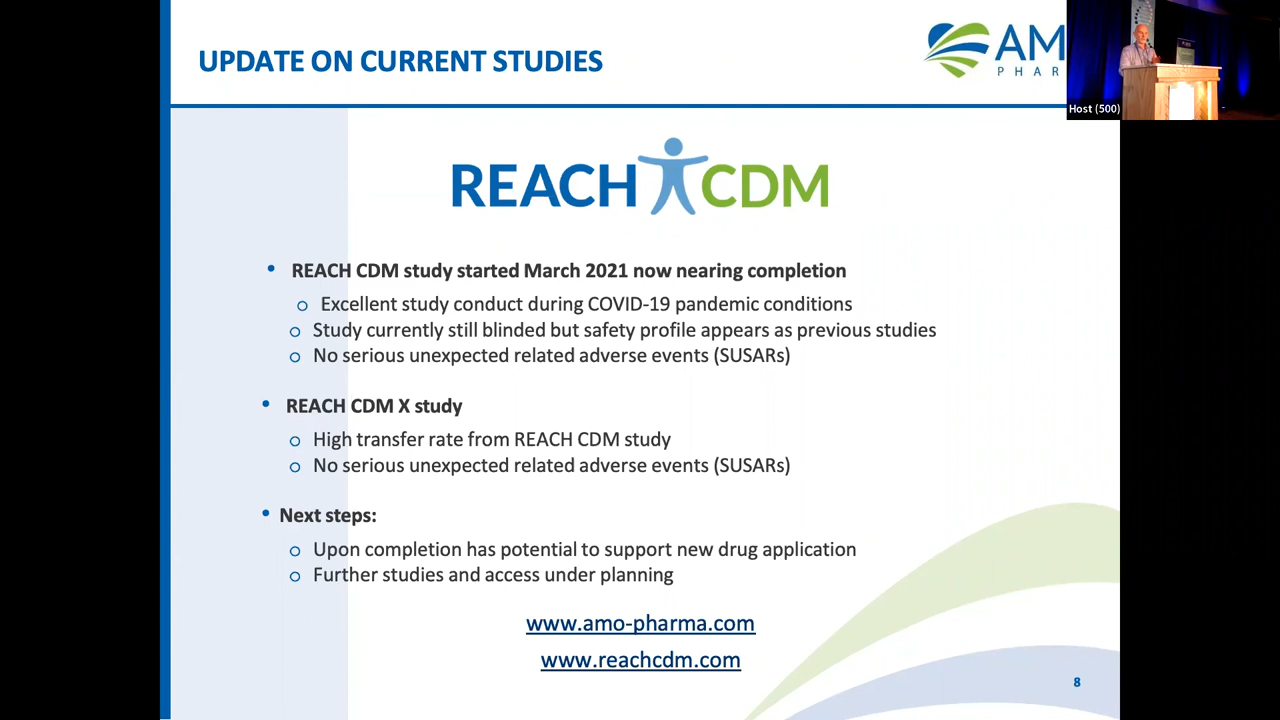 UPDATE ON CURRENT STUDIES
AM
PHAR
Host (500)
REACH CDM
• REACH CDM study started March 2021 now nearing completion
o Excellent study conduct during COVID-19 pandemic conditions
o Study currently still blinded but safety profile appears as previous studies
o No serious unexpected related adverse events (SUSARs)
• REACH CDM X study
o High transfer rate from REACH CDM study
o No serious unexpected related adverse events (SUSARs)
• Next steps:
o Upon completion has potential to support new drug application
o Further studies and access under planning
www.amo-pharma.com
www.reachcdm.com
8